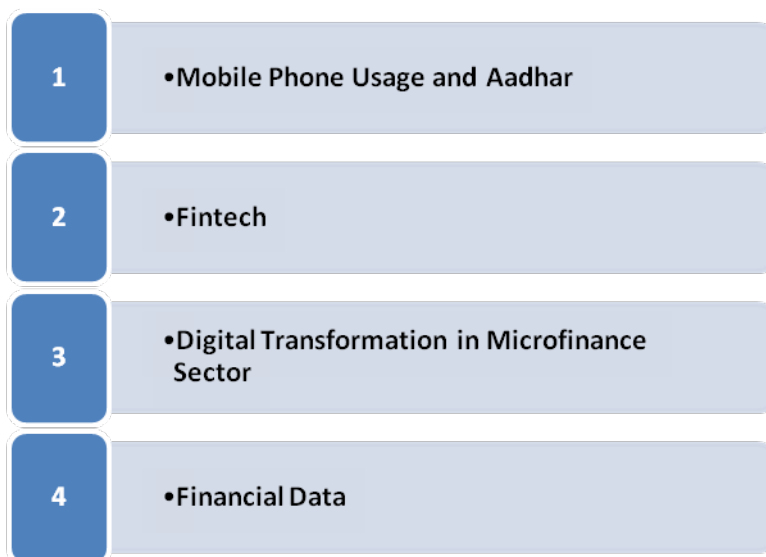 1
•Mobile Phone Usage and Aadhar
2
•Fintech
3
•Digital Transformation in Microfinance
Sector
4
•Financial Data